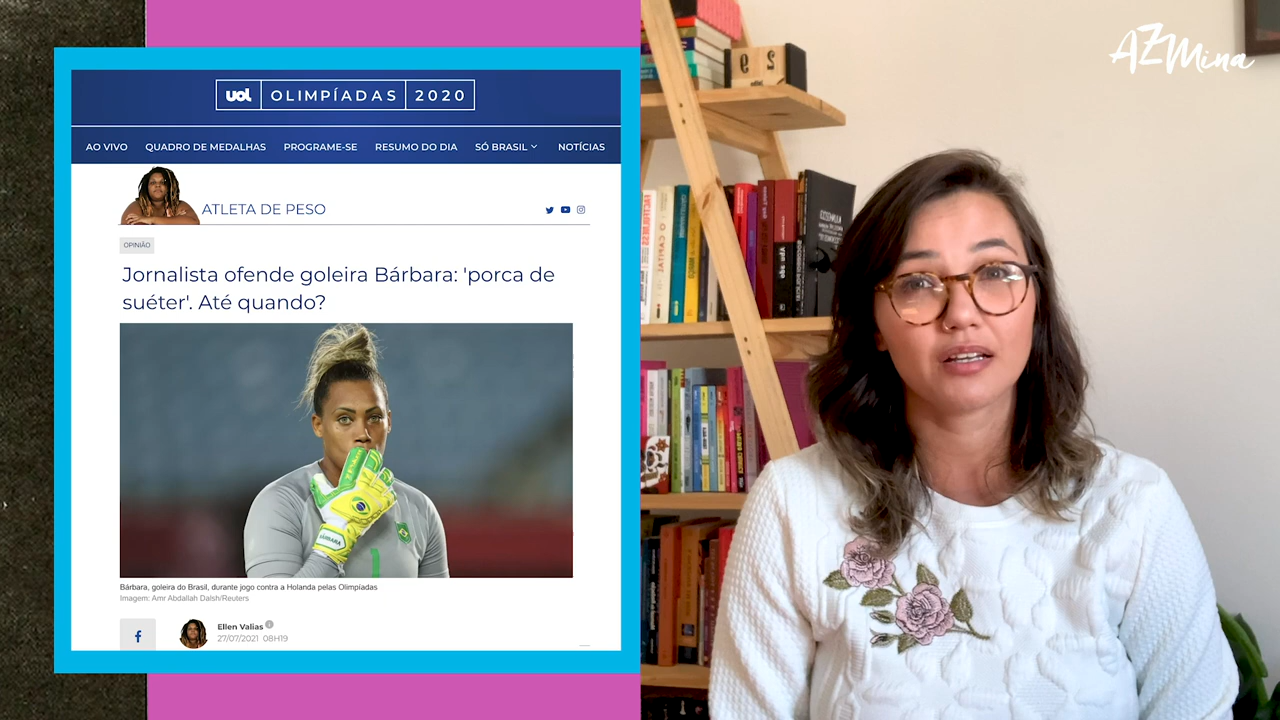 uol OLIMPÍADAS 2020
AO VIVO QUADRO DE MEDALHAS PROGRAME-SE RESUMO DO DIA SÓ BRASIL NOTÍCIAS
ATLETA DE PESO
OPINIÃO
Jornalista ofende goleira Bárbara: 'porca de
suéter'. Até quando?
Bárbara, goleira do Brasil, durante jogo contra a Holanda pelas Olimpíadas
Imagem: Amr Abdallah Dalsh/Reuters
Ellen Valias
27/07/2021 08H19
AZMina
O CAPITAL
BÁRBARA